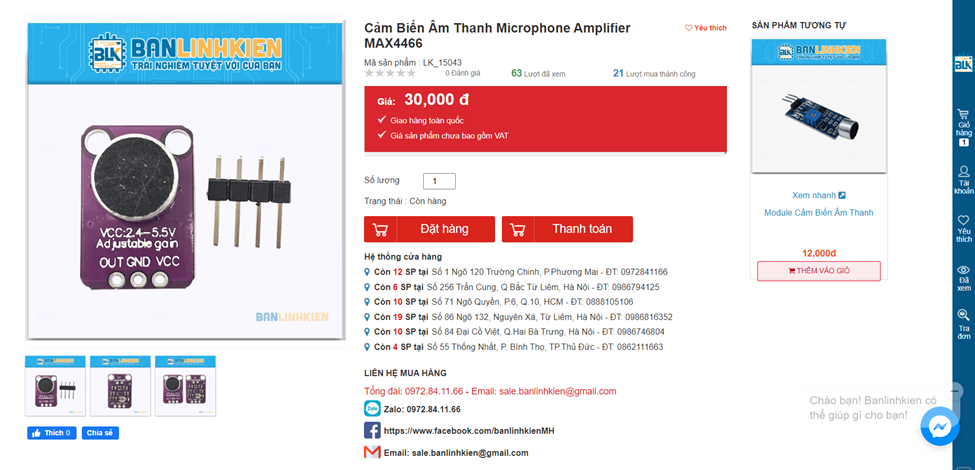 BANLINHKIEN
TRẢI NGHIỆM TUYỆT VỜI CỦA BẠN
VCC:2.4-5.5V
Adjustable gain
OUT GND VCC
BANLINHKIEN
Thích 0
Chia sẻ
Cảm Biến Âm Thanh Microphone Amplifier
MAX4466
Yêu thích
Mã sản phẩm : LK_15043
0 Đánh giá
63 Lượt đã xem
21 Lượt mua thành công
Giá: 30,000 đ
Giao hàng toàn quốc
Giá sản phẩm chưa bao gồm VAT
Số lượng
1
Trạng thái : Còn hàng
Đặt hàng
Thanh toán
Hệ thống cửa hàng
Còn 12 SP tại Số 1 Ngõ 120 Trường Chinh, P.Phương Mai - ĐT: 0972841166
Còn 6 SP tại Số 256 Trần Cung, Q.Bắc Từ Liêm, Hà Nội - ĐT: 0986794125
Còn 10 SP tại Số 71 Ngô Quyền, P.6, Q.10, HCM - ĐT: 0888105106
Còn 19 SP tại Số 86 Ngõ 132, Nguyên Xá, Từ Liêm, Hà Nội - ĐT: 0986816352
Còn 10 SP tại Số 84 Đại Cồ Việt, Q.Hai Bà Trưng, Hà Nội - ĐT: 0986746804
Còn 4 SP tại Số 55 Thống Nhất, P. Bình Thọ, TP.Thủ Đức - ĐT: 0862111663
LIÊN HỆ MUA HÀNG
Tổng đài: 0972.84.11.66 - Email: sale.banlinhkien@gmail.com
Zalo
Zalo: 0972.84.11.66
https://www.facebook.com/banlinhkienMH
Email: sale.banlinhkien@gmail.com
SẢN PHẨM TƯƠNG TỰ
BANLINHKIEN
Xem nhanh
Module Cảm Biến Âm Thanh
12,000đ
THÊM VÀO GIỎ
Chào bạn! Banlinhkien có
thể giúp gì cho bạn!
BLK
Giỏ
hàng
1
Tài
khoản
Yêu
thích
Đã
xem
Tra
đơn